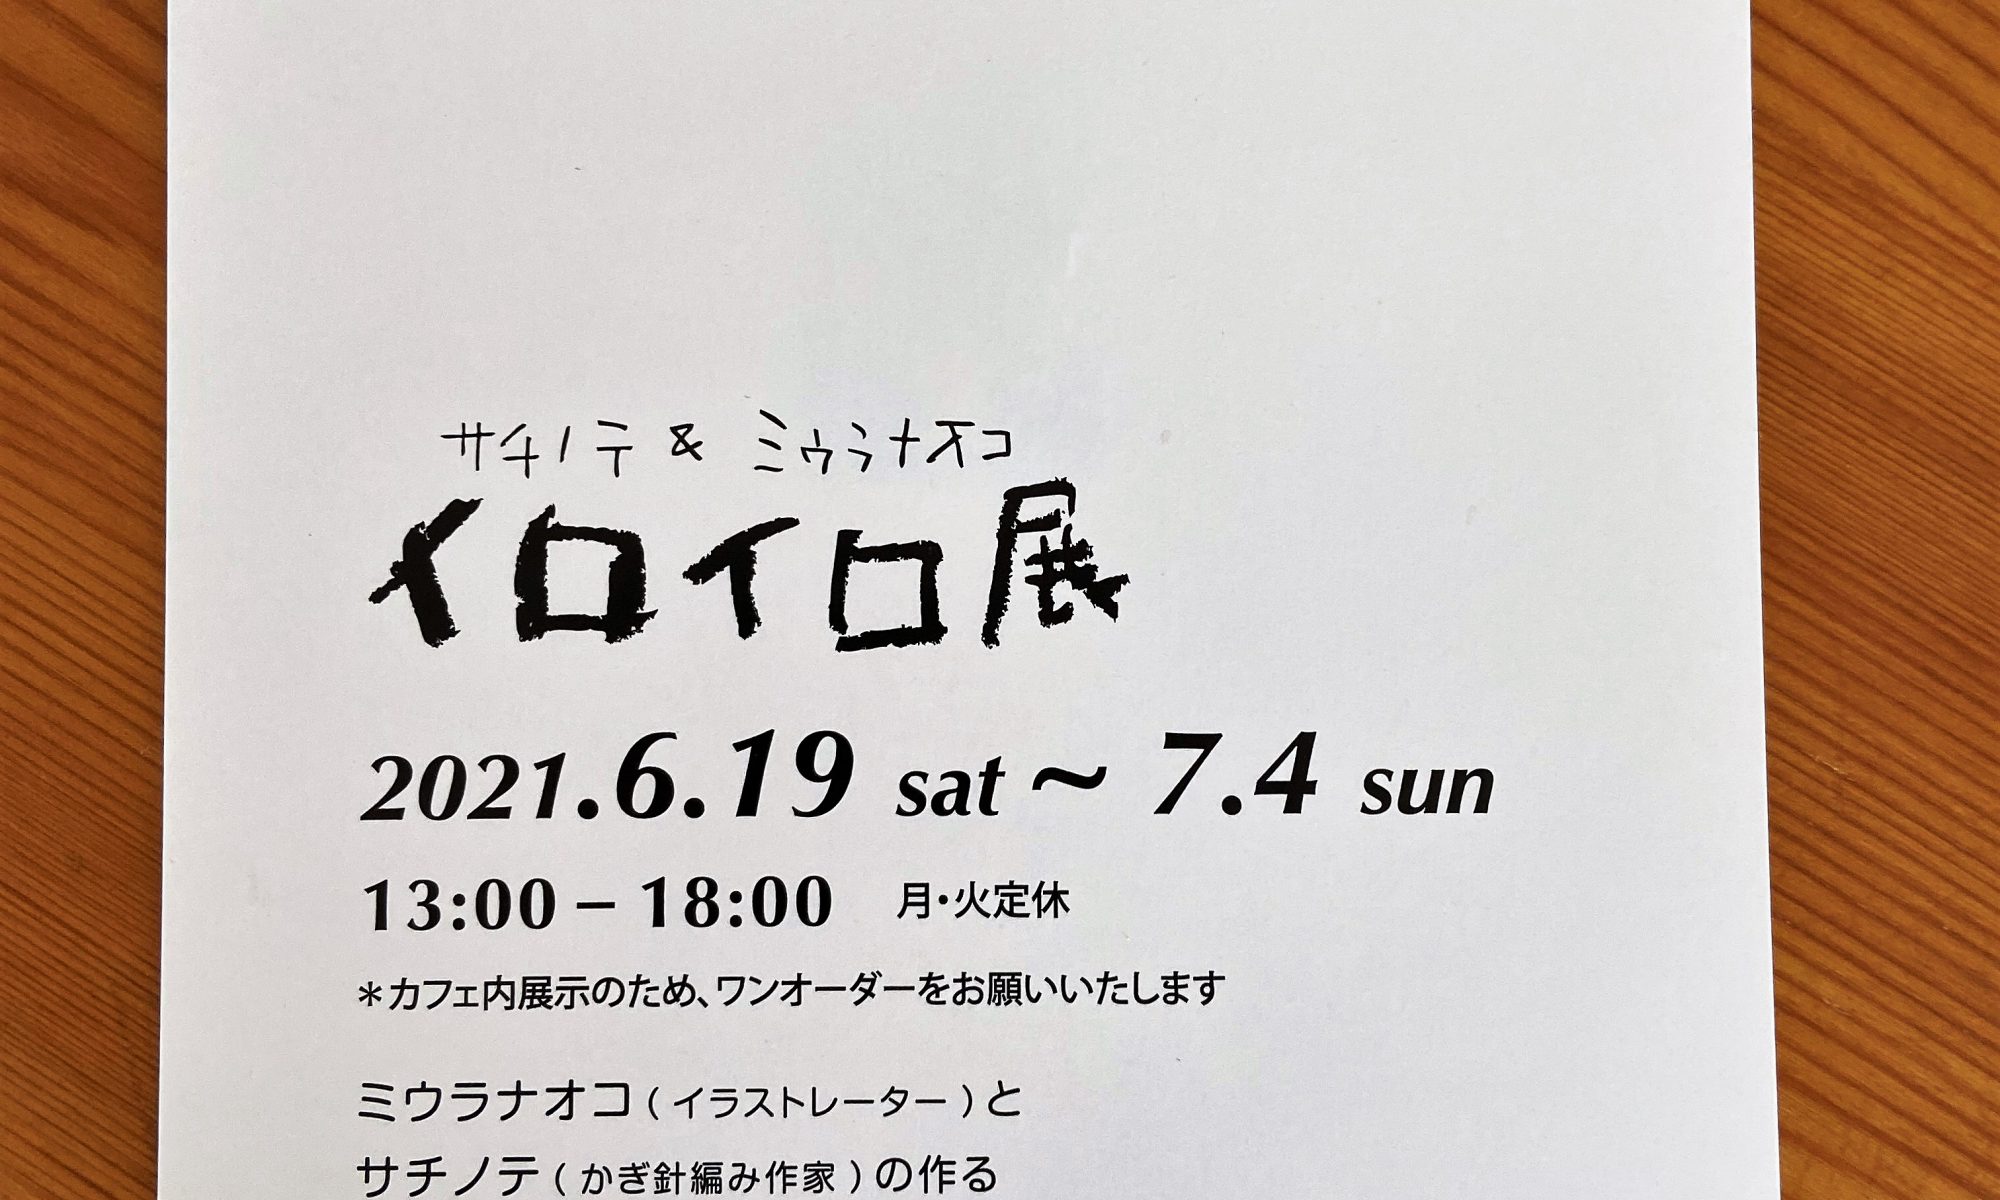 サチノテ & ミウラナオコ
イロイロ展
2021.6.19 sat ~ 7.4 sun
13:00 – 18:00 月・火定休
*カフェ内展示のため、ワンオーダーをお願いいたします
ミウラナオコ ( イラストレーター ) と
サチノテ ( かぎ針編み作家 ) の作る